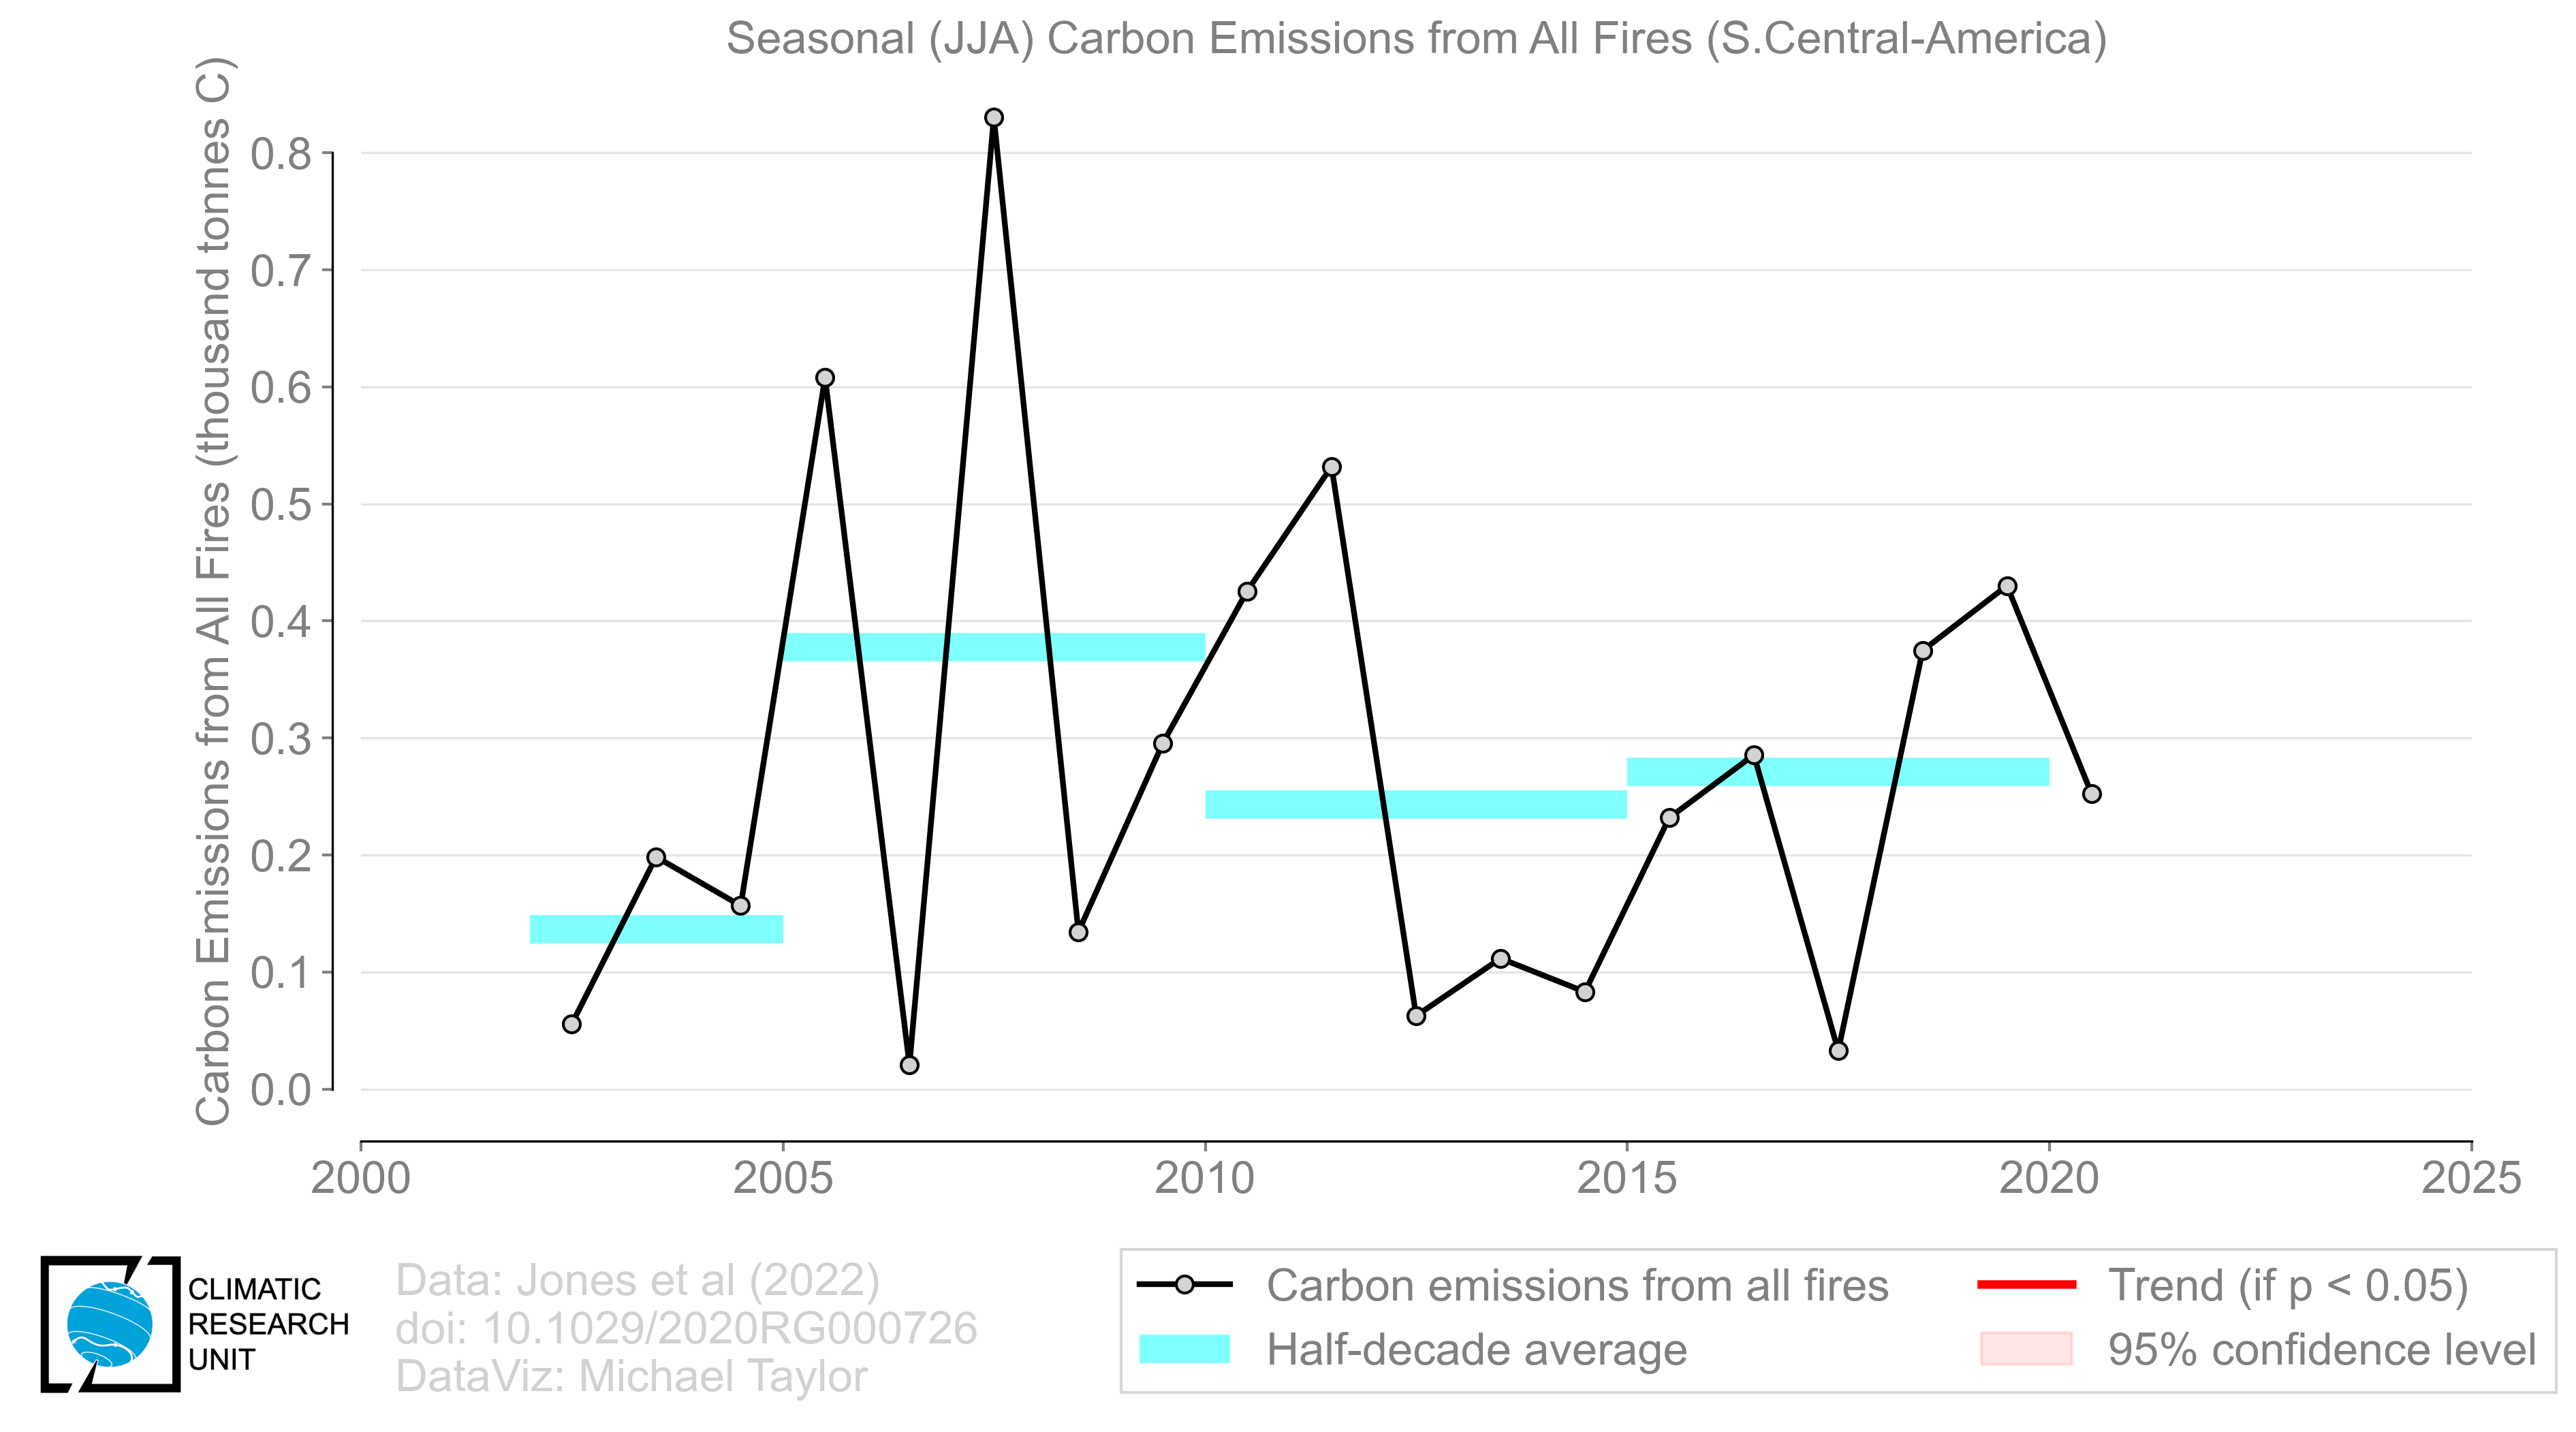 Seasonal (JJA) Carbon Emissions from All Fires (S.Central-America)
Carbon Emissions from All Fires (thousand tonnes C)
0.8
0.7
0.6
0.5
0.4
0.3
0.2
0.1
0.0
2000 2005 2010 2015 2020 2025
CLIMATIC
RESEARCH
UNIT
Data: Jones et al (2022)
doi: 10.1029/2020RG000726
DataViz: Michael Taylor
Carbon emissions from all fires
Half-decade average
Trend (if p < 0.05)
95% confidence level